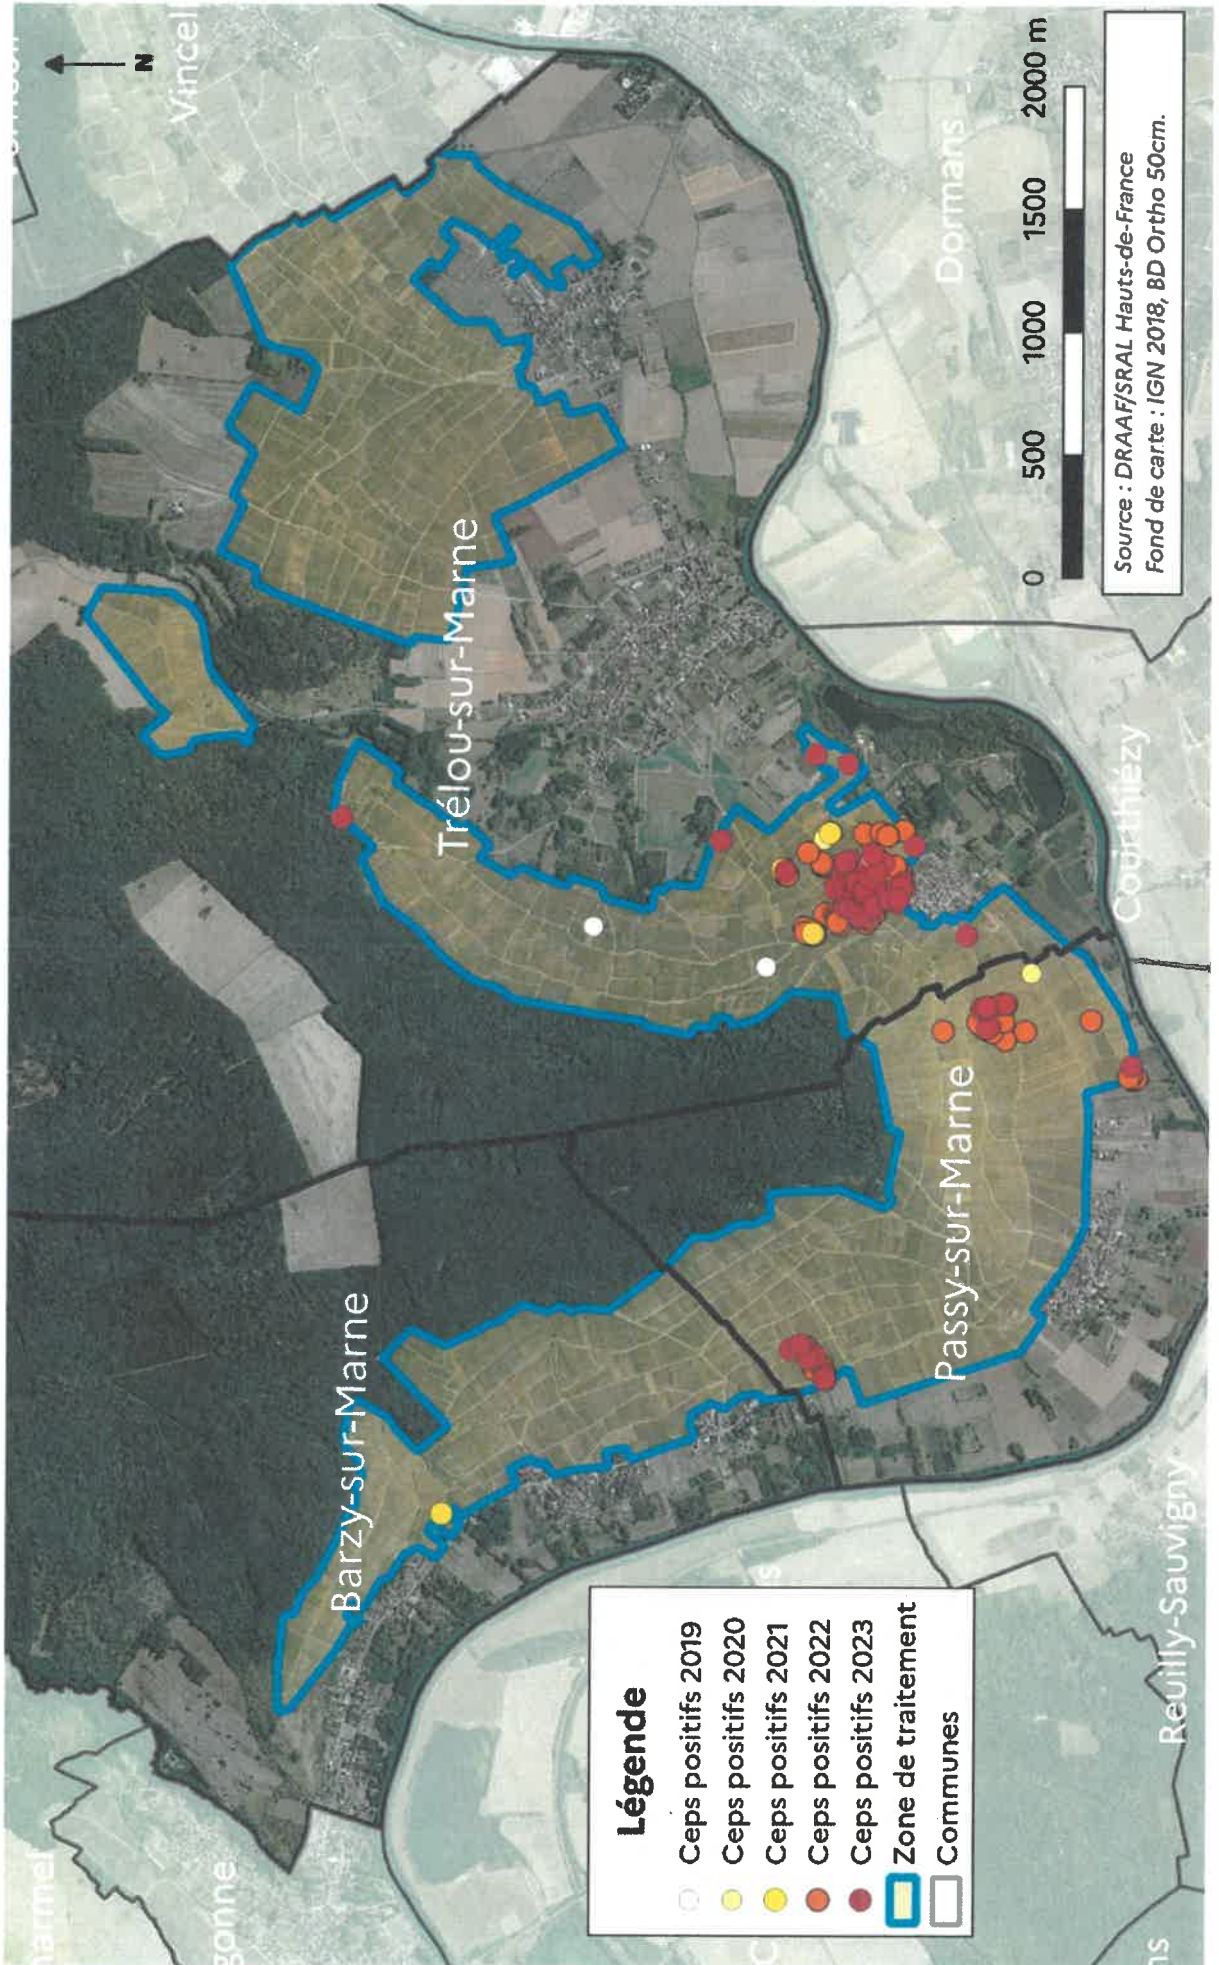 N
Vincel
Barzy-sur-Marne
Trélou-sur-Marne
Passy-sur-Marne
Dormans
Courthiézy
Reuilly-Sauvigny
gonne
Légende
Ceps positifs 2019
Ceps positifs 2020
Ceps positifs 2021
Ceps positifs 2022
Ceps positifs 2023
Zone de traitement
Communes
0 500 1000 1500 2000 m
Source : DRAAF/SRAL Hauts-de-France
Fond de carte : IGN 2018, BD Ortho 50cm.